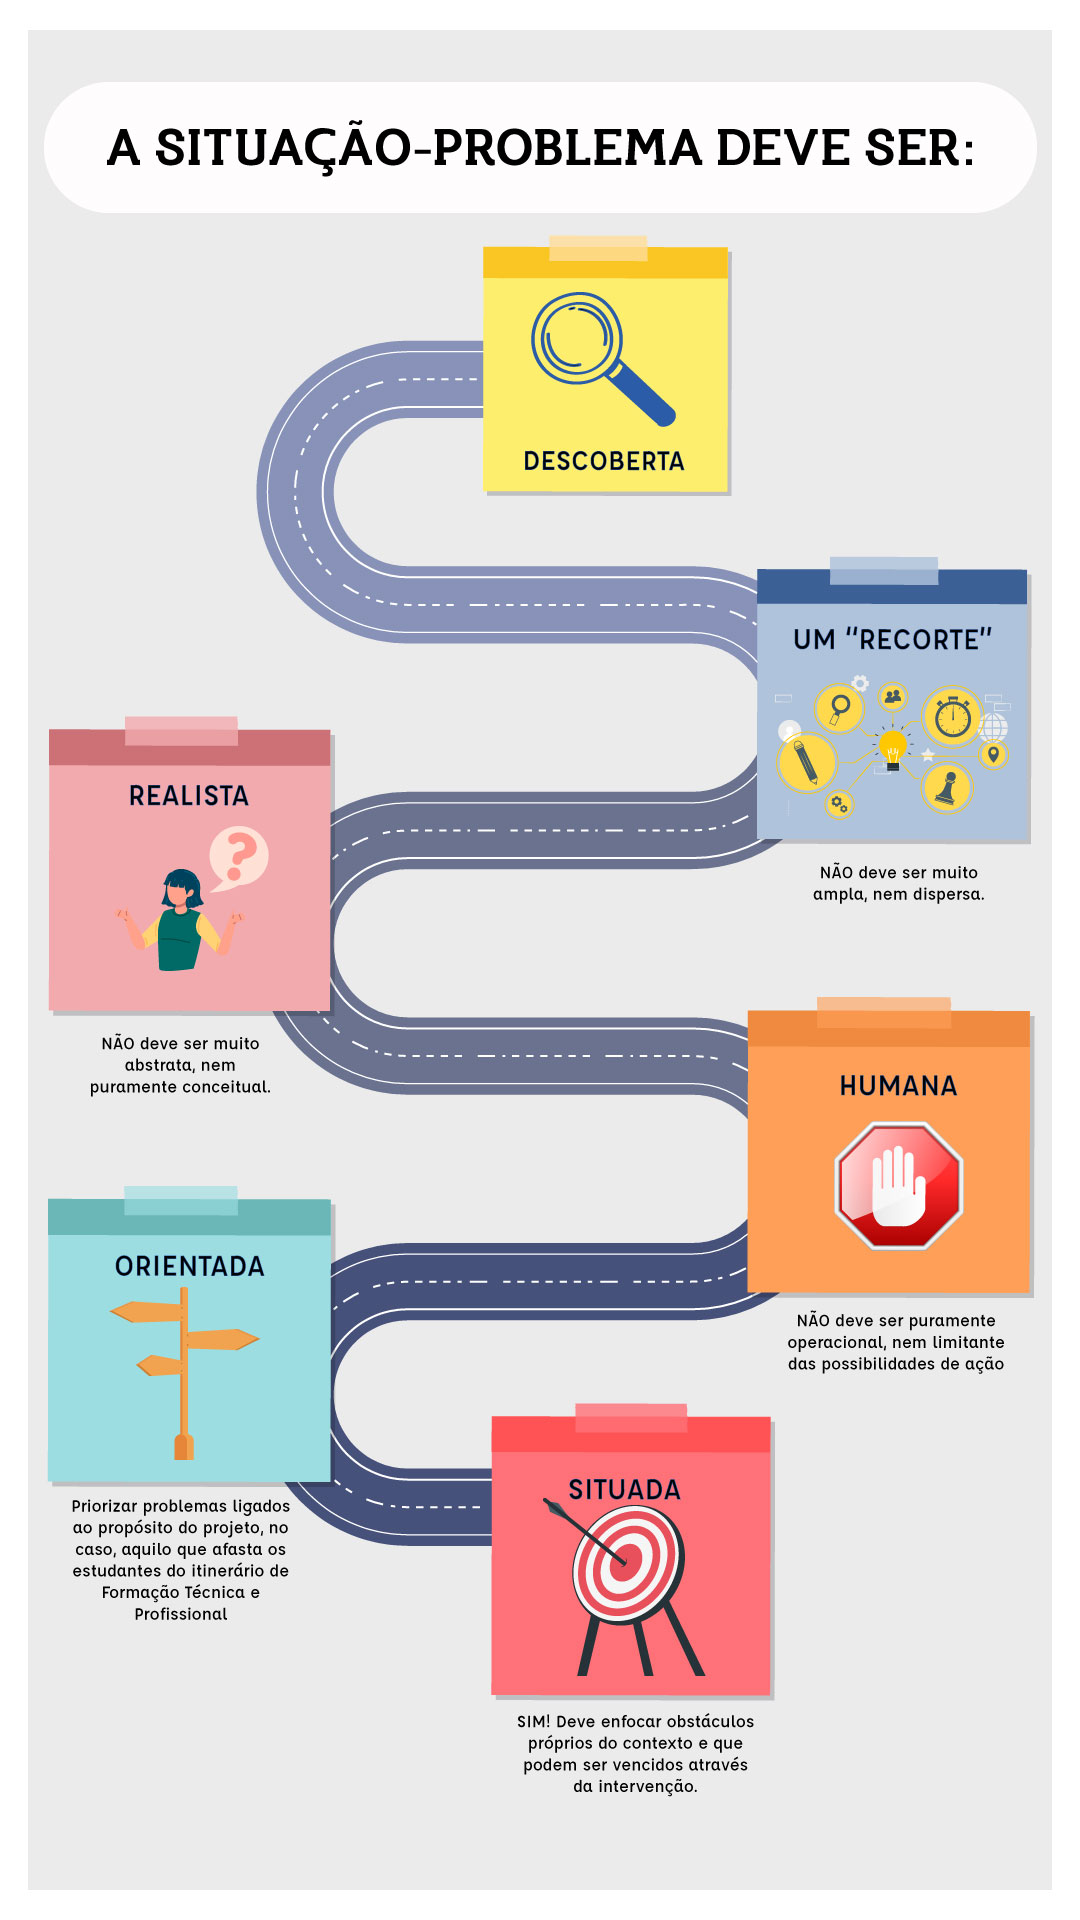 A SITUAÇÃO-PROBLEMA DEVE SER:
DESCOBERTA
UM "RECORTE"
NÃO deve ser muito
ampla, nem dispersa.
REALISTA
?
NÃO deve ser muito
abstrata, nem
puramente conceitual.
HUMANA
NÃO deve ser puramente
operacional, nem limitante
das possibilidades de ação
ORIENTADA
Priorizar problemas ligados
ao propósito do projeto, no
caso, aquilo que afasta os
estudantes do itinerário de
Formação Técnica e
Profissional
SITUADA
SIM! Deve enfocar obstáculos
próprios do contexto e que
podem ser vencidos através
da intervenção.